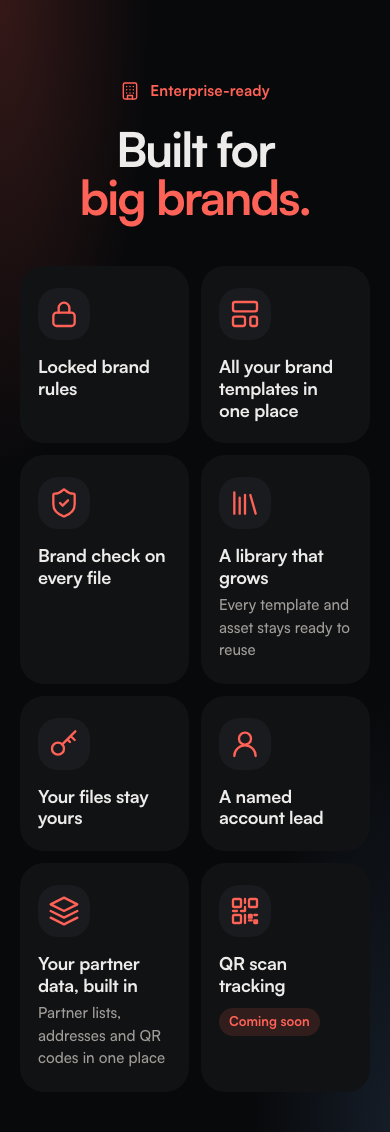 Enterprise-ready
Built for
big brands.
Locked brand
rules
All your brand
templates in
one place
Brand check on
every file
A library that
grows
Every template and
asset stays ready to
reuse
Your files stay
yours
A named
account lead
Your partner
data, built in
Partner lists,
addresses and QR
codes in one place
QR scan
tracking
Coming soon